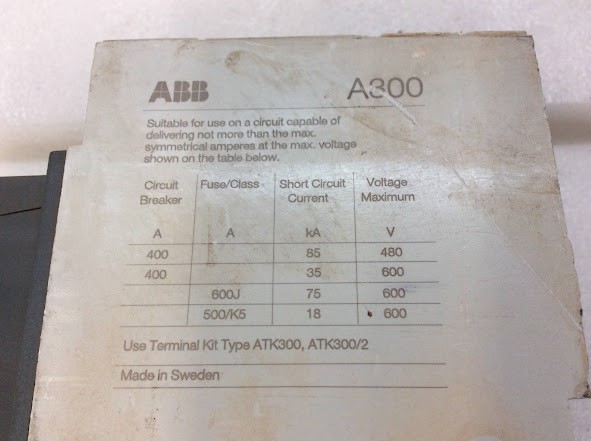 ABB A300
Suitable for use on a circuit capable of
delivering not more than the max.
symmetrical amperes at the max. voltage
shown on the table below.
Circuit Fuse/Class Short Circuit Voltage
Breaker Current Maximum
A A kA V
400 85 480
400 35 600
600J 75 600
500/K5 18 600
Use Terminal Kit Type ATK300, ATK300/2
Made in Sweden